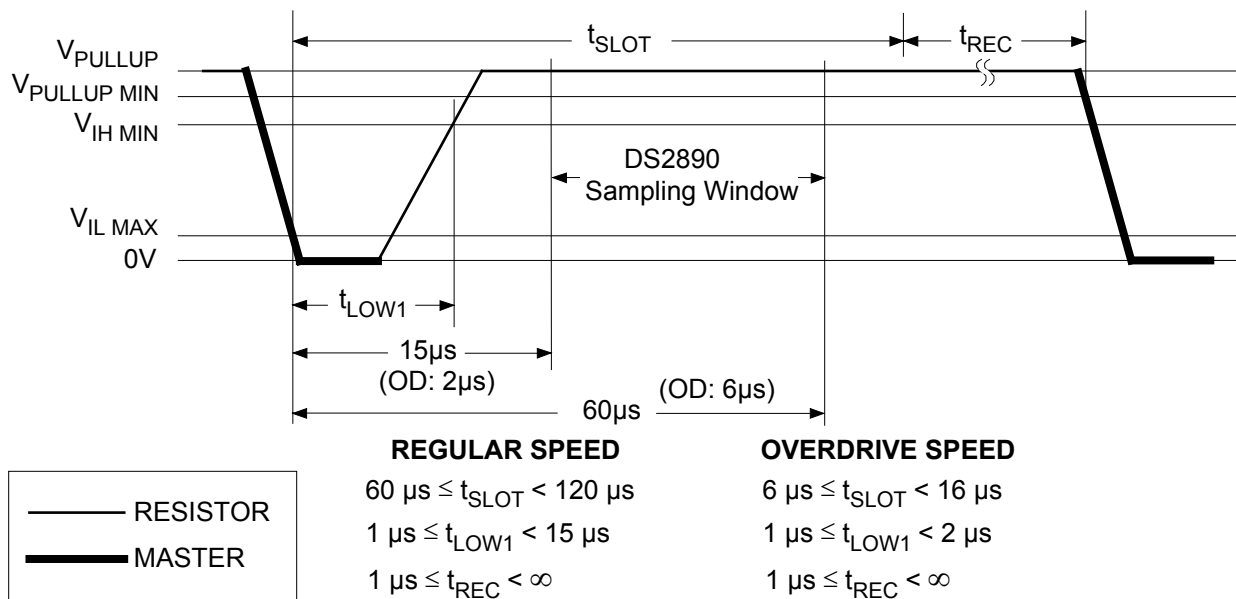 t_SLOT
t_REC
V_PULLUP
V_PULLUP MIN
V_IH MIN
DS2890
Sampling Window
V_IL MAX
0V
t_LOW1
15µs
(OD: 2µs)
(OD: 6µs)
60µs
REGULAR SPEED
OVERDRIVE SPEED
60 µs ≤ t_SLOT < 120 µs
6 µs ≤ t_SLOT < 16 µs
1 µs ≤ t_LOW1 < 15 µs
1 µs ≤ t_LOW1 < 2 µs
1 µs ≤ t_REC < ∞
1 µs ≤ t_REC < ∞
RESISTOR
MASTER